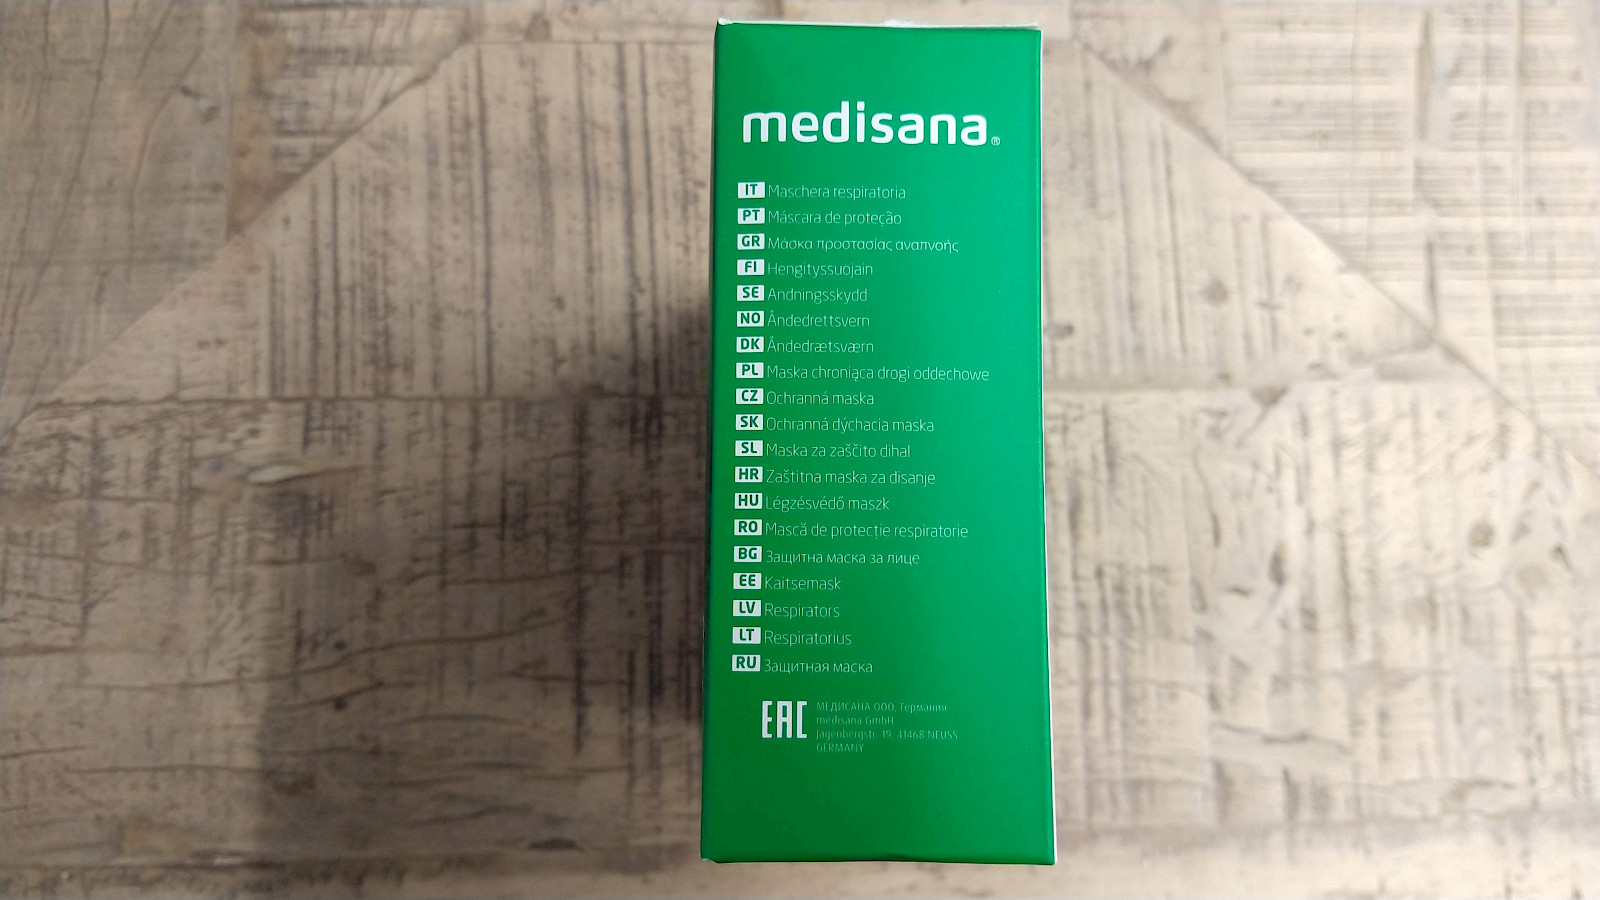 medisana®
IT Maschera respiratoria
PT Máscara de proteção
GR Μάσκα προστασίας αναπνοής
FI Hengityssuojain
SE Andningsskydd
NO Åndedrettsvern
DK Åndedrætsværn
PL Maska chroniąca drogi oddechowe
CZ Ochranná maska
SK Ochranná dýchacia maska
SL Maska za zaščito dihal
HR Zaštitna maska za disanje
HU Légzésvédő maszk
RO Mască de protecție respiratorie
BG Защитна маска за лице
EE Kaitsemask
LV Respirators
LT Respiratorius
RU Защитная маска
EAC МЕДИСАНА ООО, Германия
medisana GmbH
Jagenbergstr. 19, 41468 NEUSS
GERMANY